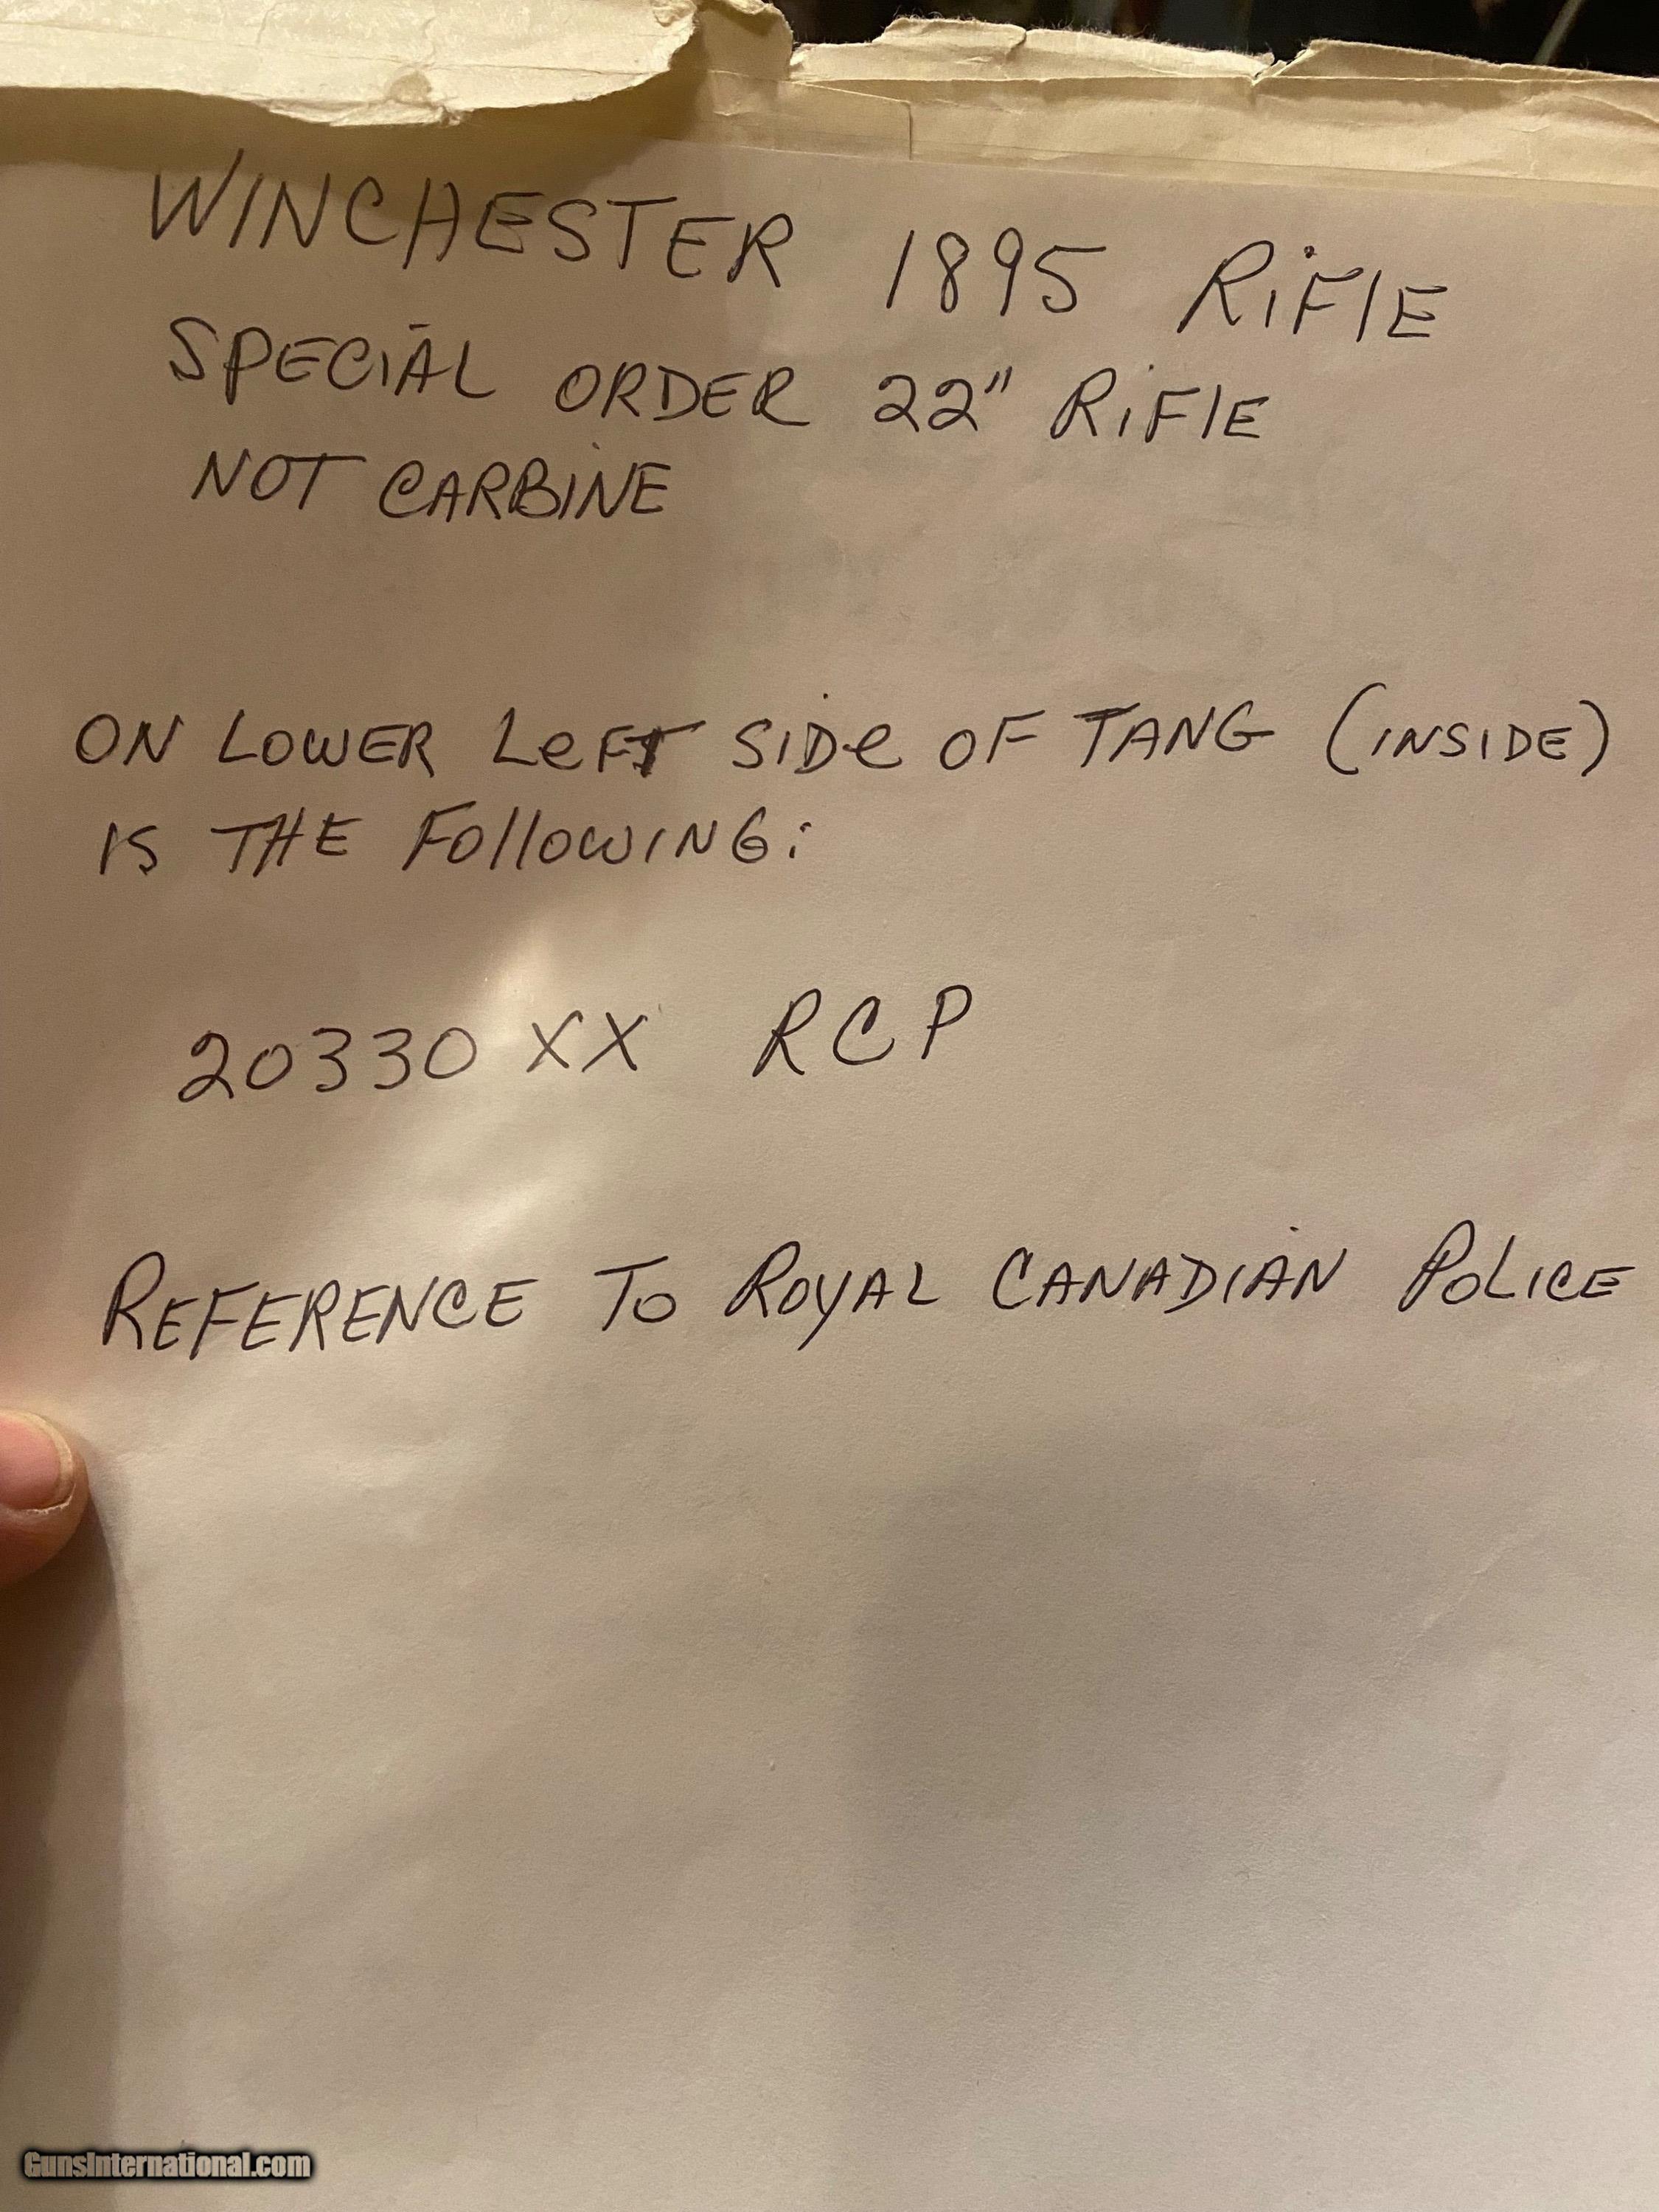 WINCHESTER 1895 RiFlE
SPECiAL ORDER 22" RiFlE
NOT CARBiNE
ON LOWER LeFT SiDe OF TANG (INSIDE)
IS THE FollowING:
20330 XX RCP
REFERENCE To ROYAL CANADiAN PoLICE
GunsInternational.com